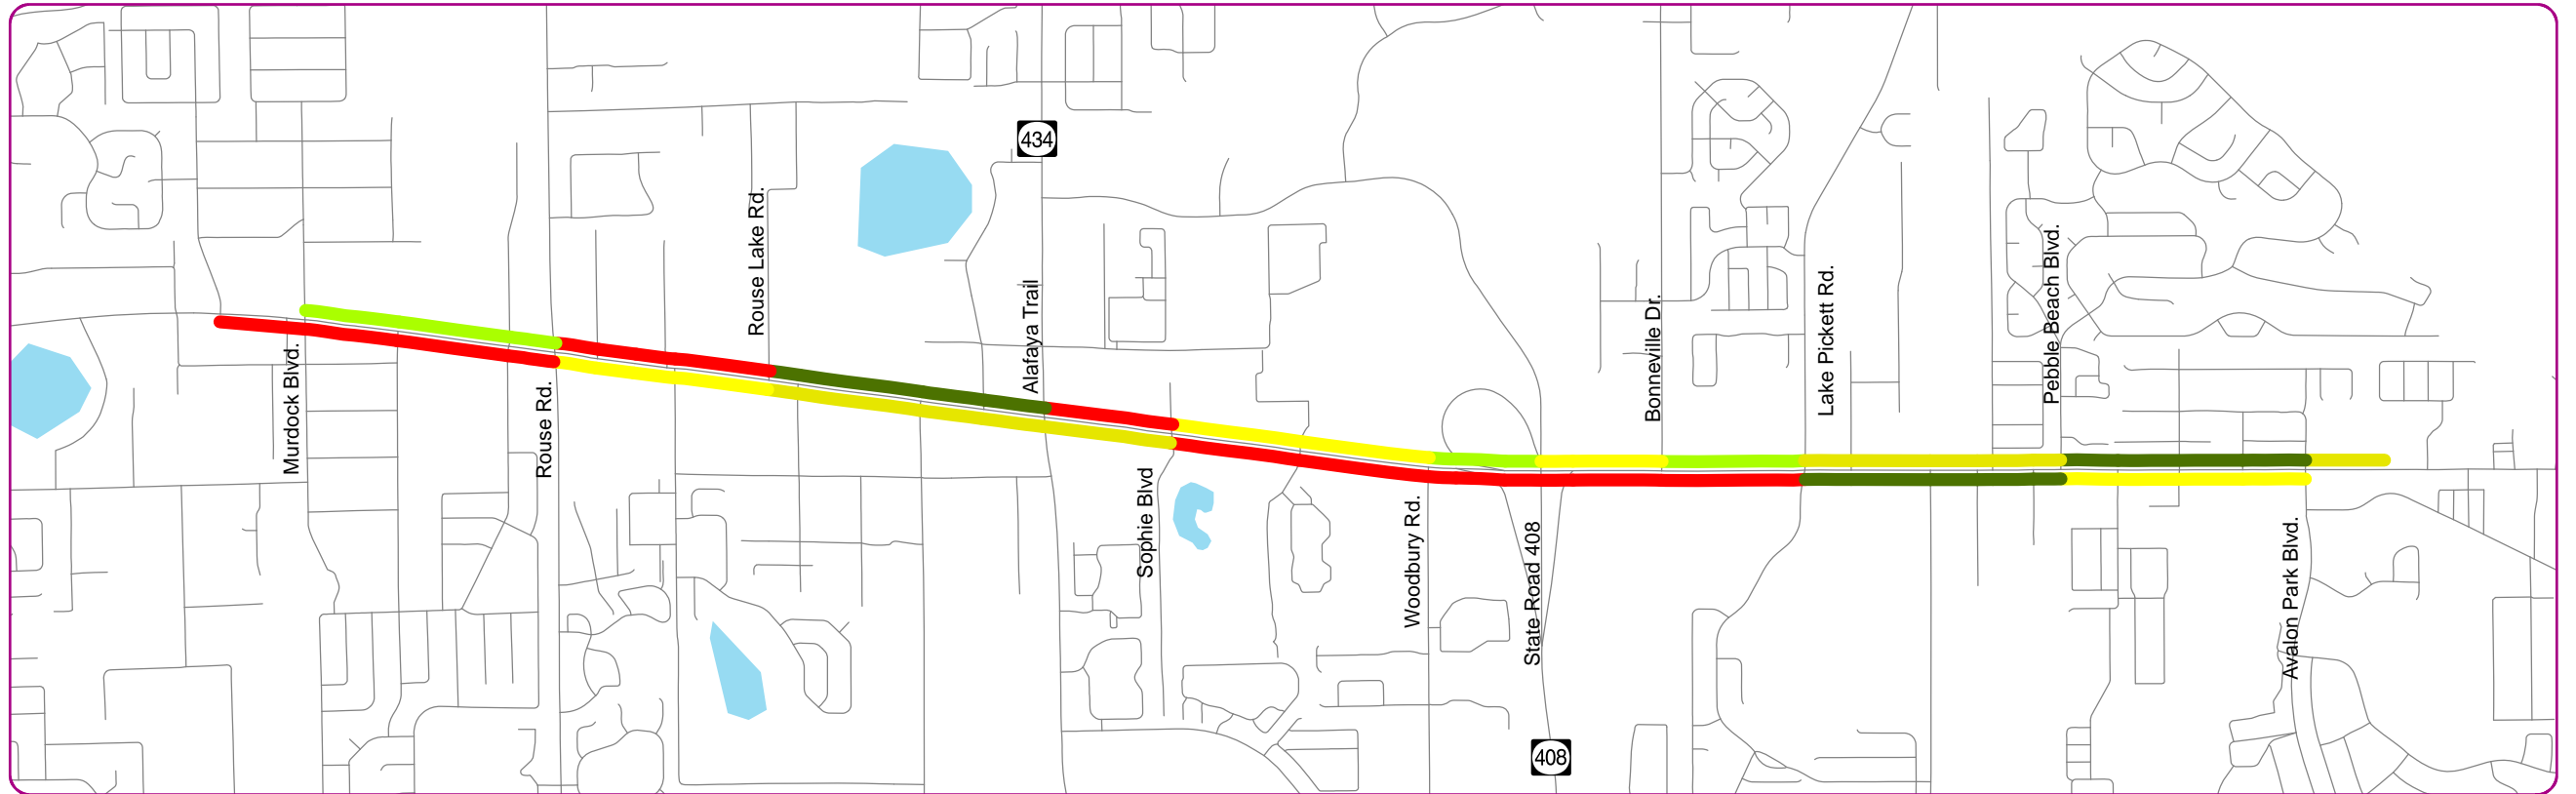 434
Rouse Lake Rd.
Alafaya Trail
Murdock Blvd.
Rouse Rd.
Sophie Blvd
Woodbury Rd.
State Road 408
Bonneville Dr.
Lake Pickett Rd.
Pebble Beach Blvd.
Avalon Park Blvd.
408